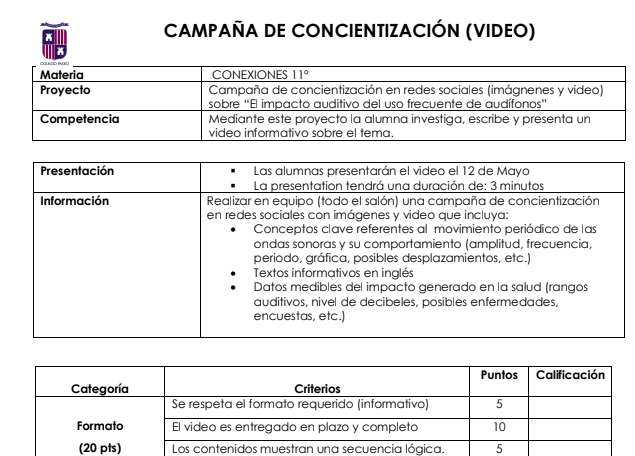 CAMPAÑA DE CONCIENTIZACIÓN (VIDEO)
COLEGIO PASEO
Materia CONEXIONES 11º
Proyecto Campaña de concientización en redes sociales (imágnenes y video)
sobre “El impacto auditivo del uso frecuente de audífonos”
Competencia Mediante este proyecto la alumna investiga, escribe y presenta un
video informativo sobre el tema.
Presentación ▪ Las alumnas presentarán el video el 12 de Mayo
▪ La presentation tendrá una duración de: 3 minutos
Información Realizar en equipo (todo el salón) una campaña de concientización
en redes sociales con imágenes y video que incluya:
• Conceptos clave referentes al movimiento periódico de las
ondas sonoras y su comportamiento (amplitud, frecuencia,
periodo, gráfica, posibles desplazamientos, etc.)
• Textos informativos en inglés
• Datos medibles del impacto generado en la salud (rangos
auditivos, nivel de decibeles, posibles enfermedades,
encuestas, etc.)
Categoría Criterios Puntos Calificación
Se respeta el formato requerido (informativo) 5
Formato El video es entregado en plazo y completo 10
(20 pts) Los contenidos muestran una secuencia lógica. 5